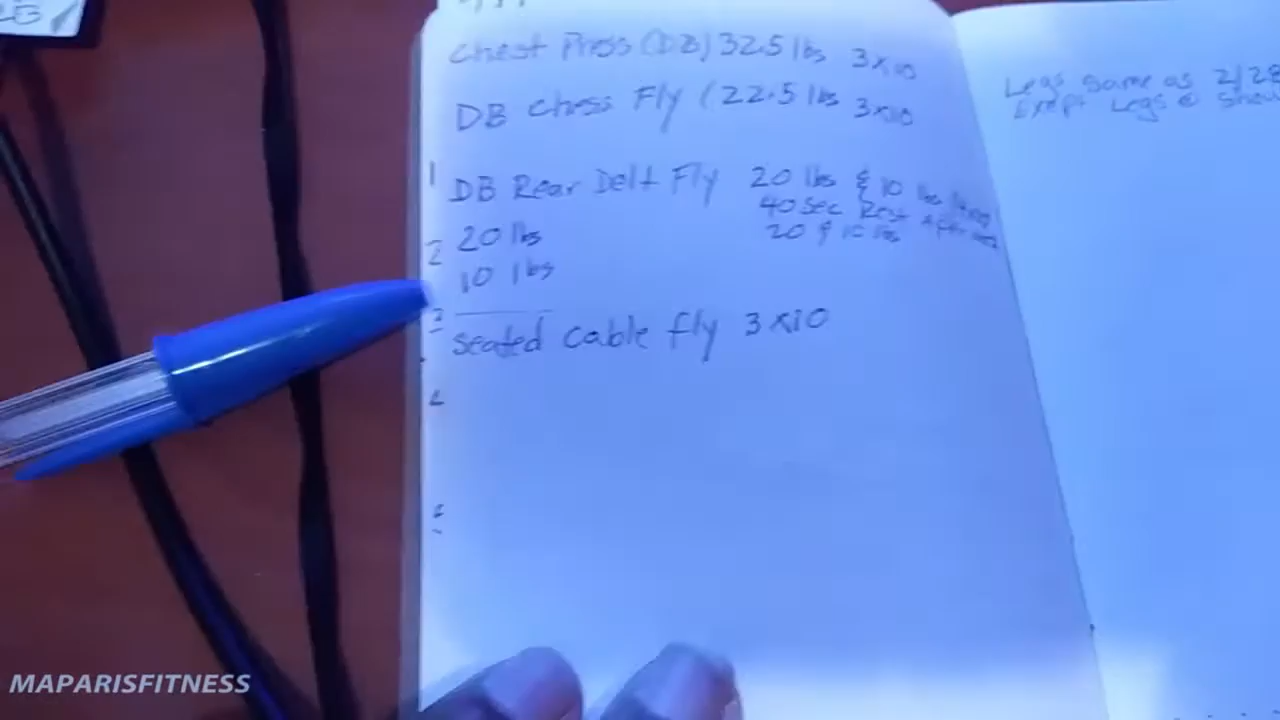 Chest Press (DB) 32.5 lbs 3x10
DB Chess Fly (22.5 lbs 3x10
1
DB Rear Delt Fly 20 lbs & 10 lbs
40 Sec Rest
20 & 10 lbs
2
20 lbs
10 lbs
3
Seated Cable fly 3x10
Legs Same as 2/28
Exept Legs @
MAPARISFITNESS